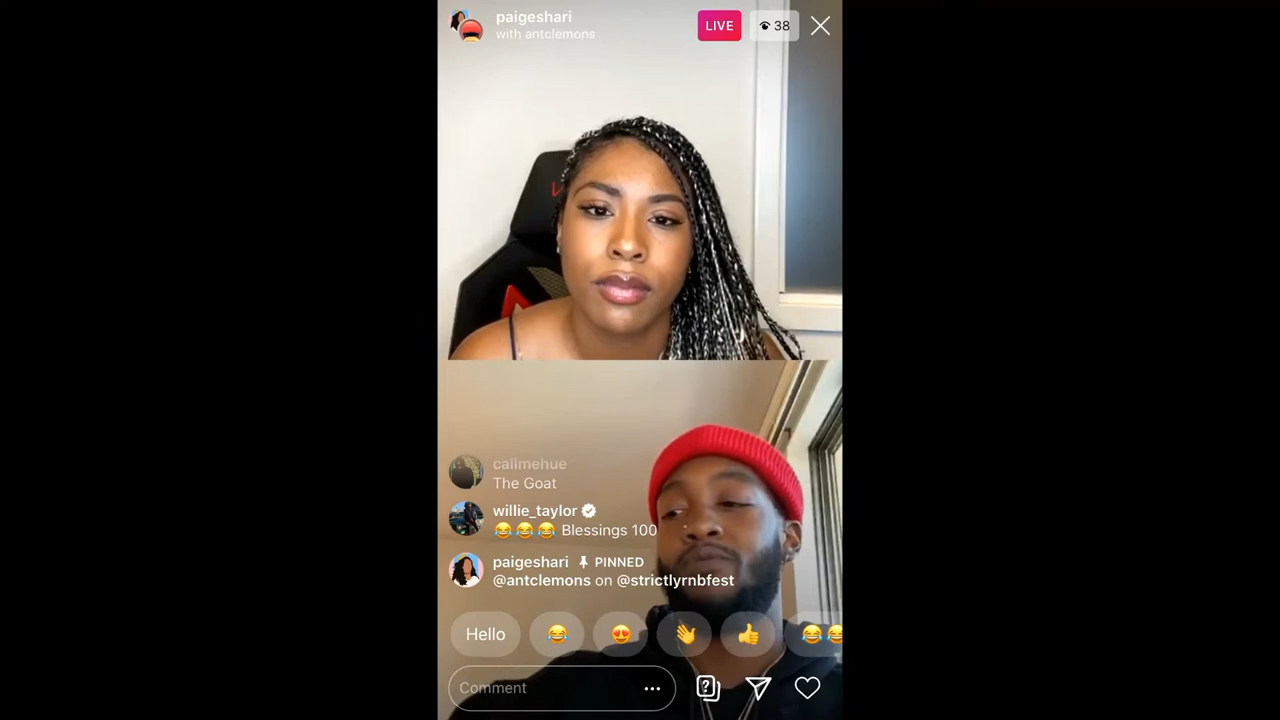 paigeshari
with antclemons
LIVE
38
callmehue
The Goat
willie_taylor
😂😂😂 Blessings 100
paigeshari PINNED
@antclemons on @strictlyrnbfest
Hello 😂 😍 👋 👍 😂😂
Comment